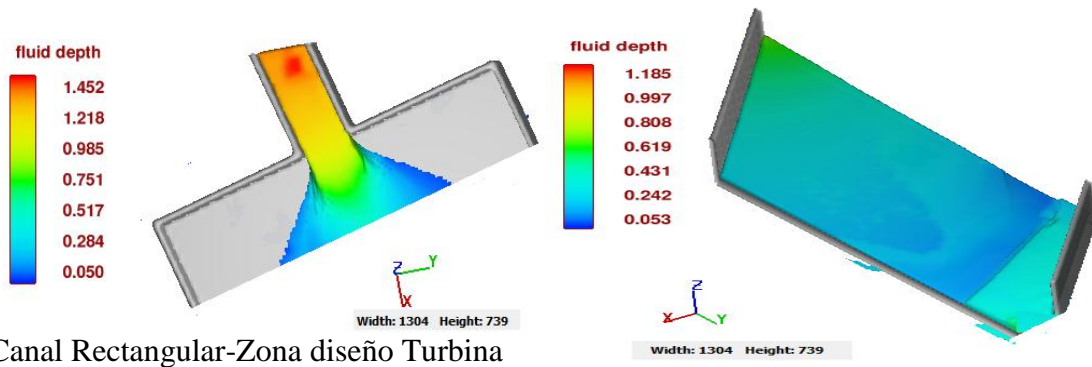 fluid depth
1.452
1.218
0.985
0.751
0.517
0.284
0.050
Z
Y
X
Width: 1304 Height: 739
fluid depth
1.185
0.997
0.808
0.619
0.431
0.242
0.053
Z
X
Y
Width: 1304 Height: 739
Canal Rectangular-Zona diseño Turbina